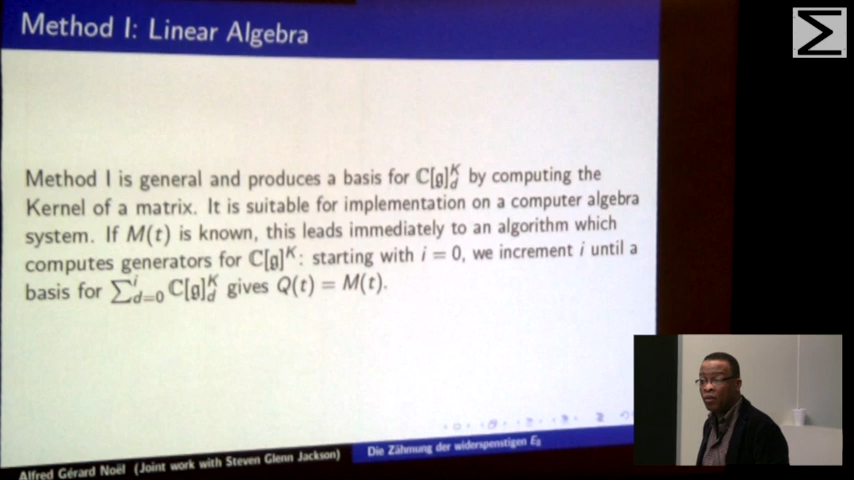 Method I: Linear Algebra
Method I is general and produces a basis for ℂ[𝔤]_d^K by computing the
Kernel of a matrix. It is suitable for implementation on a computer algebra
system. If M(t) is known, this leads immediately to an algorithm which
computes generators for ℂ[𝔤]^K: starting with i = 0, we increment i until a
basis for ∑_{d=0}^i ℂ[𝔤]_d^K gives Q(t) = M(t).
Alfred Gérard Noël (Joint work with Steven Glenn Jackson)
Die Zähmung der widerspenstigen E₈
∑